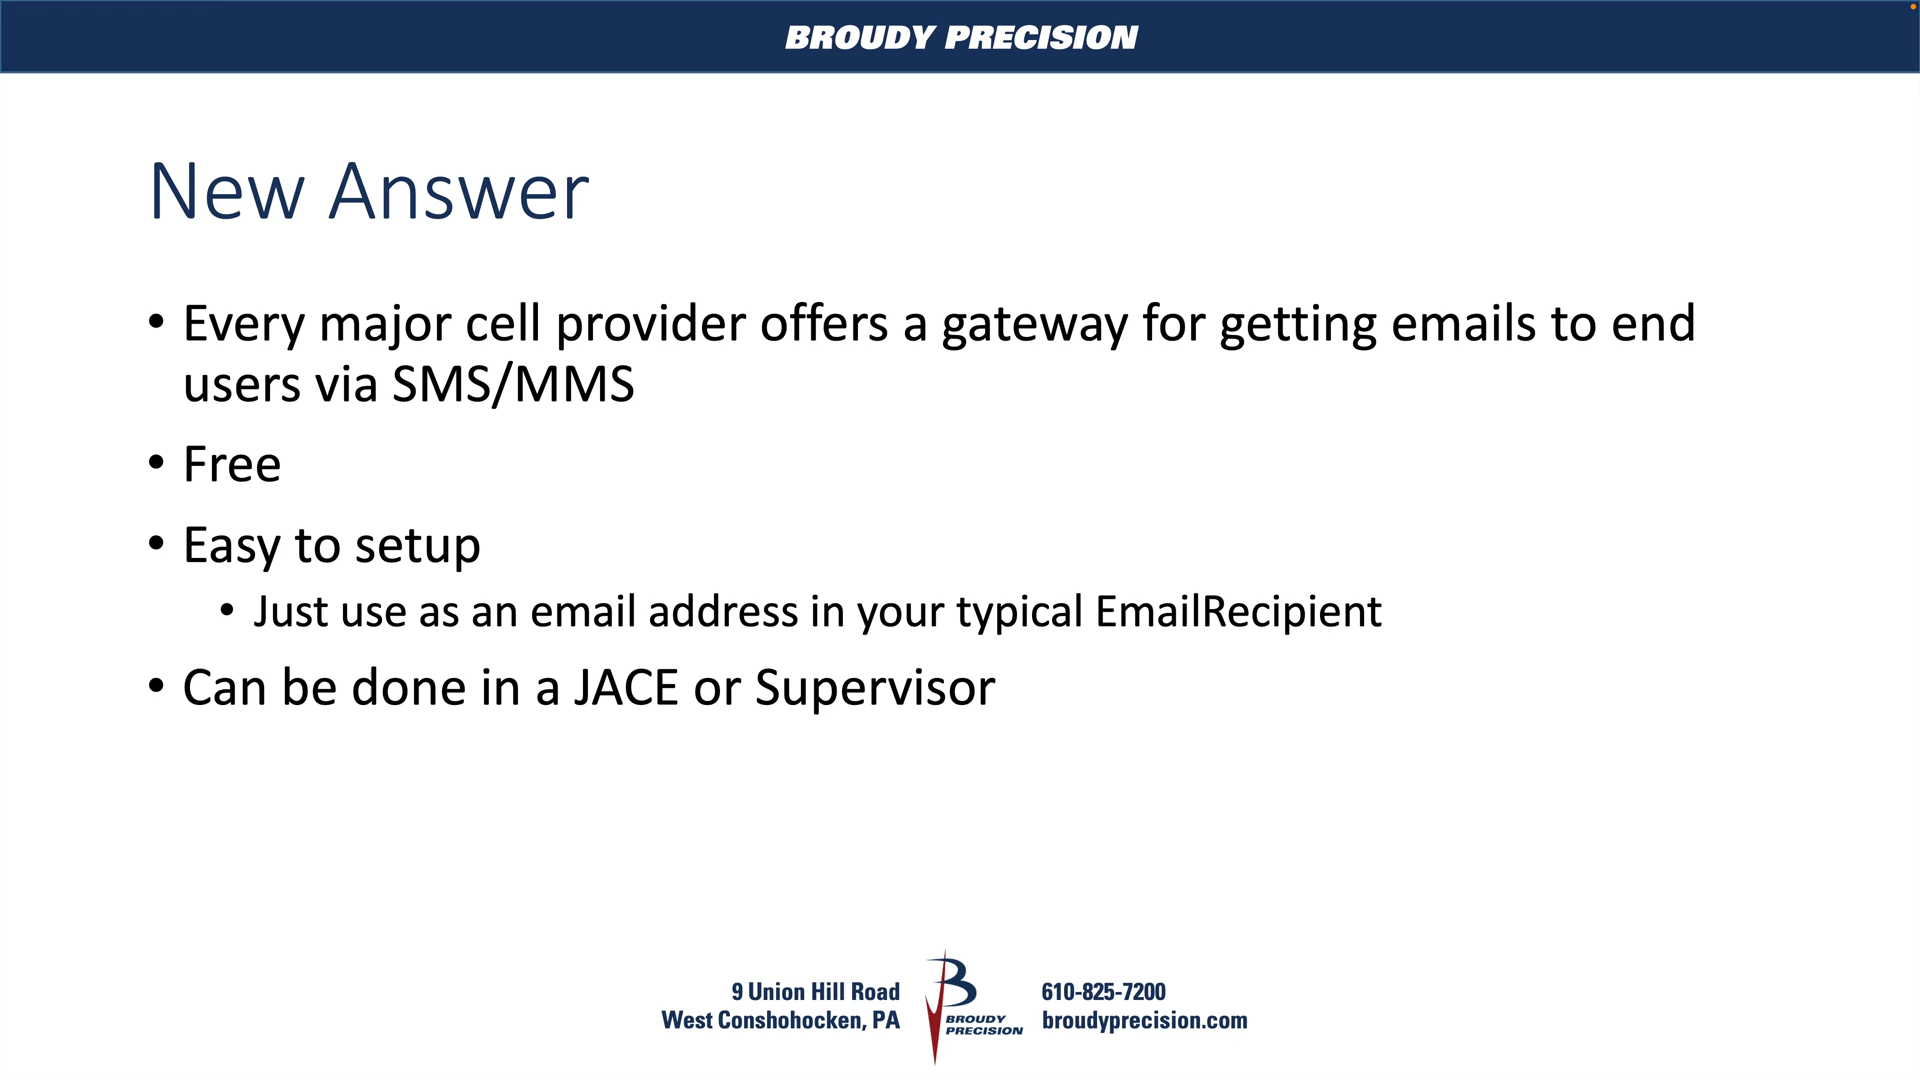 BROUDY PRECISION
New Answer
• Every major cell provider offers a gateway for getting emails to end
users via SMS/MMS
• Free
• Easy to setup
• Just use as an email address in your typical EmailRecipient
• Can be done in a JACE or Supervisor
9 Union Hill Road
West Conshohocken, PA
B
BROUDY
PRECISION
610-825-7200
broudyprecision.com